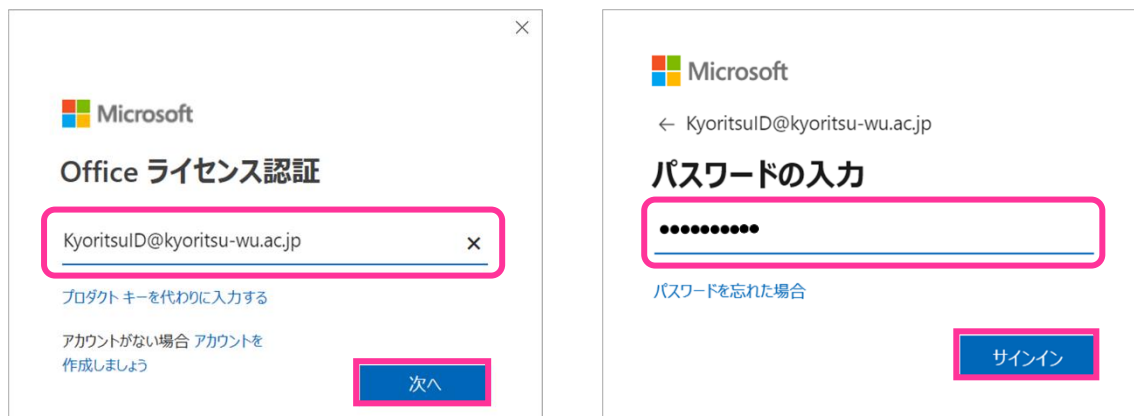 Microsoft
Office ライセンス認証
KyoritsuID@kyoritsu-wu.ac.jp
プロダクト キーを代わりに入力する
アカウントがない場合 アカウントを
作成しましょう
次へ
Microsoft
← KyoritsuID@kyoritsu-wu.ac.jp
パスワードの入力
●●●●●●●●●●
パスワードを忘れた場合
サインイン